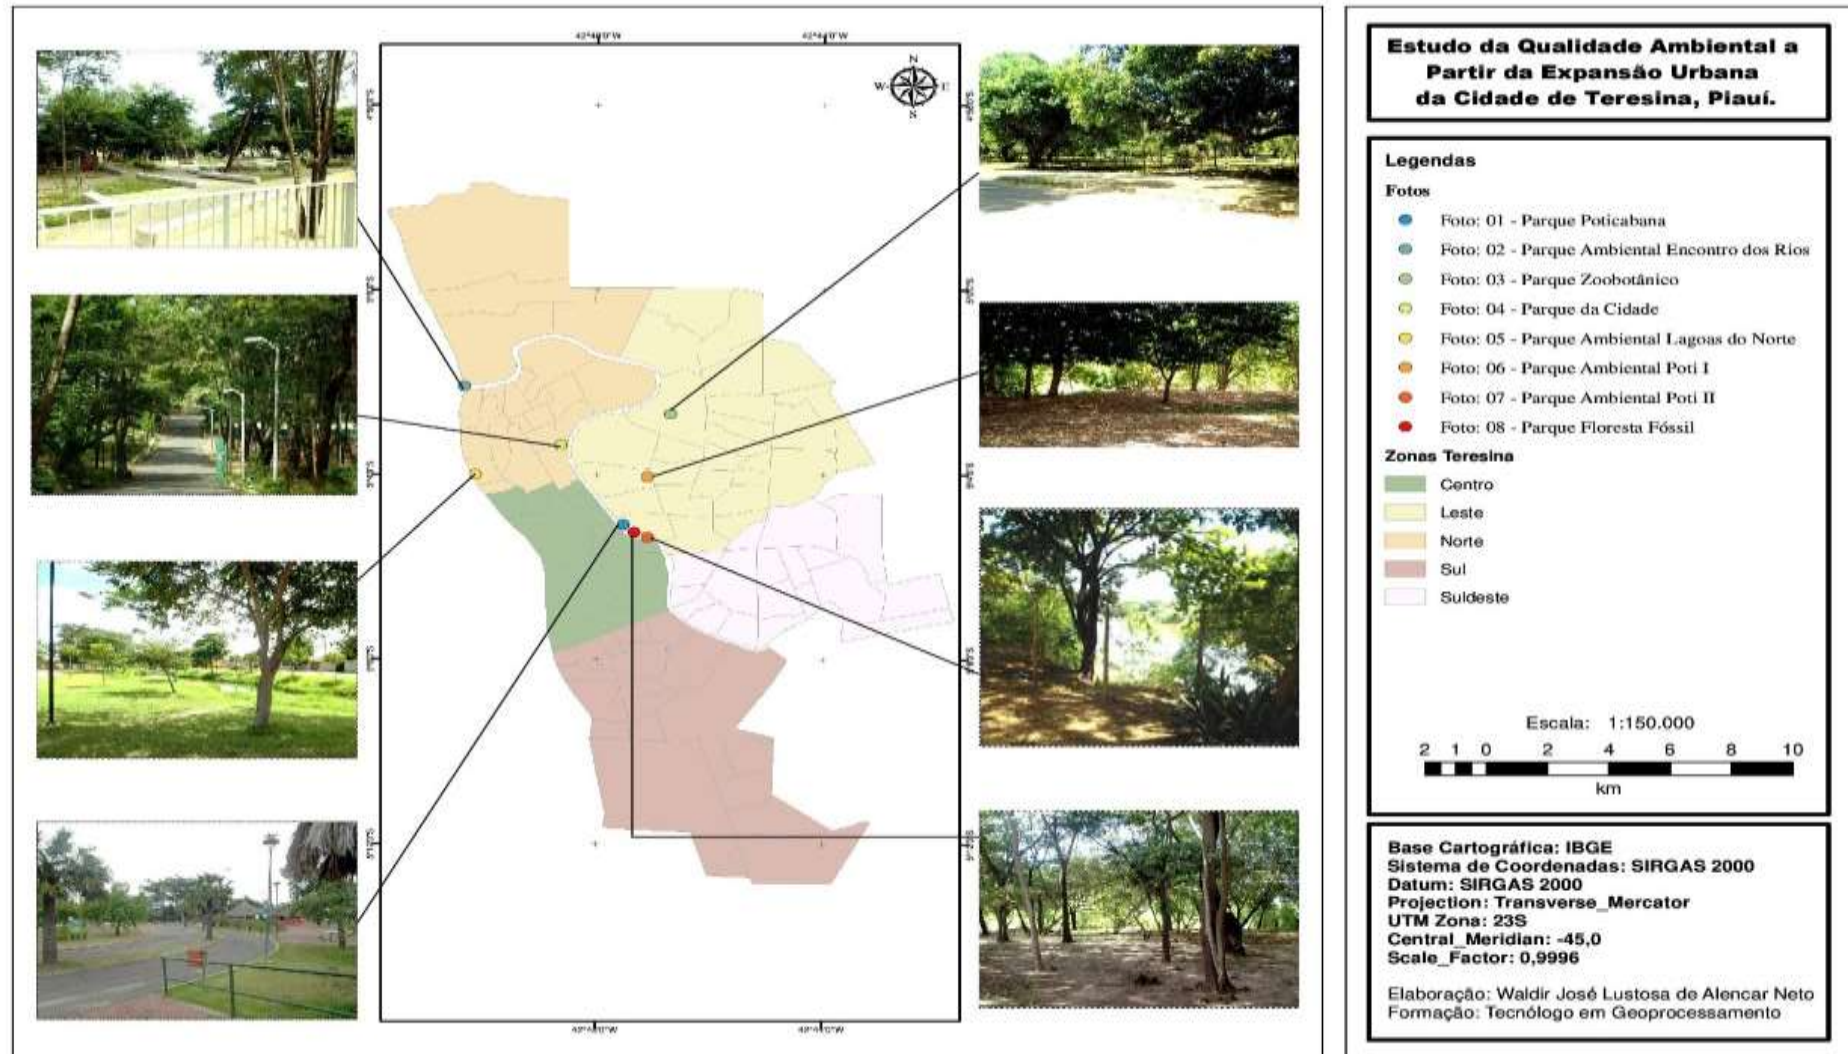 N
W
E
S
Estudo da Qualidade Ambiental a
Partir da Expansão Urbana
da Cidade de Teresina, Piauí.
Legendas
Fotos
Foto: 01 - Parque Poticabana
Foto: 02 - Parque Ambiental Encontro dos Rios
Foto: 03 - Parque Zoobotânico
Foto: 04 - Parque da Cidade
Foto: 05 - Parque Ambiental Lagoas do Norte
Foto: 06 - Parque Ambiental Poti I
Foto: 07 - Parque Ambiental Poti II
Foto: 08 - Parque Floresta Fóssil
Zonas Teresina
Centro
Leste
Norte
Sul
Suldeste
Escala: 1:150.000
2 1 0 2 4 6 8 10
km
Base Cartográfica: IBGE
Sistema de Coordenadas: SIRGAS 2000
Datum: SIRGAS 2000
Projection: Transverse_Mercator
UTM Zona: 23S
Central_Meridian: -45,0
Scale_Factor: 0,9996
Elaboração: Waldir José Lustosa de Alencar Neto
Formação: Tecnólogo em Geoprocessamento